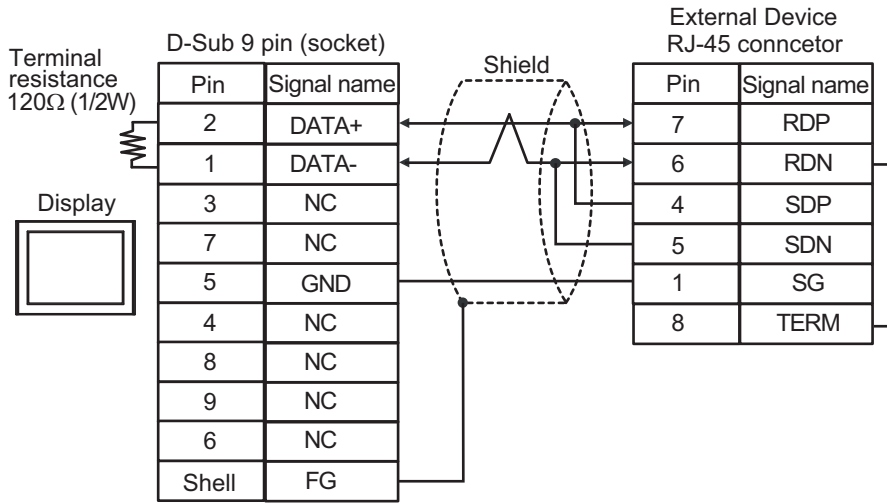 Terminal
resistance
120Ω (1/2W)
D-Sub 9 pin (socket)
Pin Signal name
2 DATA+
1 DATA-
3 NC
7 NC
5 GND
4 NC
8 NC
9 NC
6 NC
Shell FG
Display
Shield
External Device
RJ-45 conncetor
Pin Signal name
7 RDP
6 RDN
4 SDP
5 SDN
1 SG
8 TERM